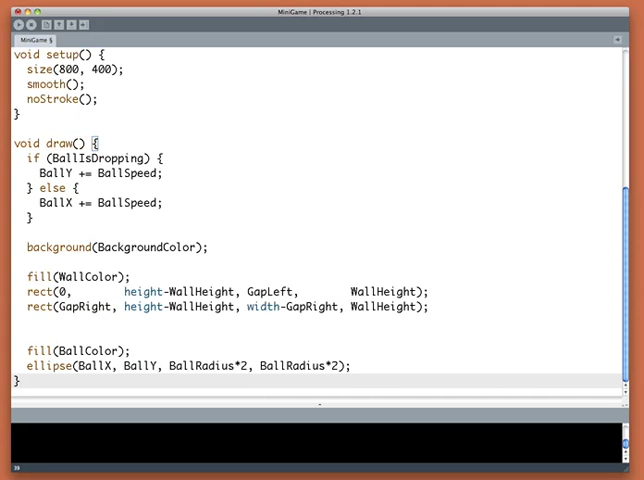 MiniGame | Processing 1.2.1
MiniGame §
void setup() {
size(800, 400);
smooth();
noStroke();
}
void draw() {
if (BallIsDropping) {
BallY += BallSpeed;
} else {
BallX += BallSpeed;
}
background(BackgroundColor);
fill(WallColor);
rect(0, height-WallHeight, GapLeft, WallHeight);
rect(GapRight, height-WallHeight, width-GapRight, WallHeight);
fill(BallColor);
ellipse(BallX, BallY, BallRadius*2, BallRadius*2);
}